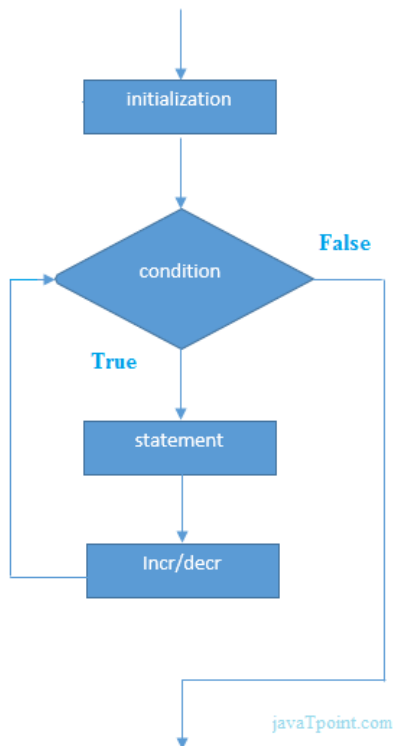 initialization
condition
False
True
statement
Incr/decr
javaTpoint.com